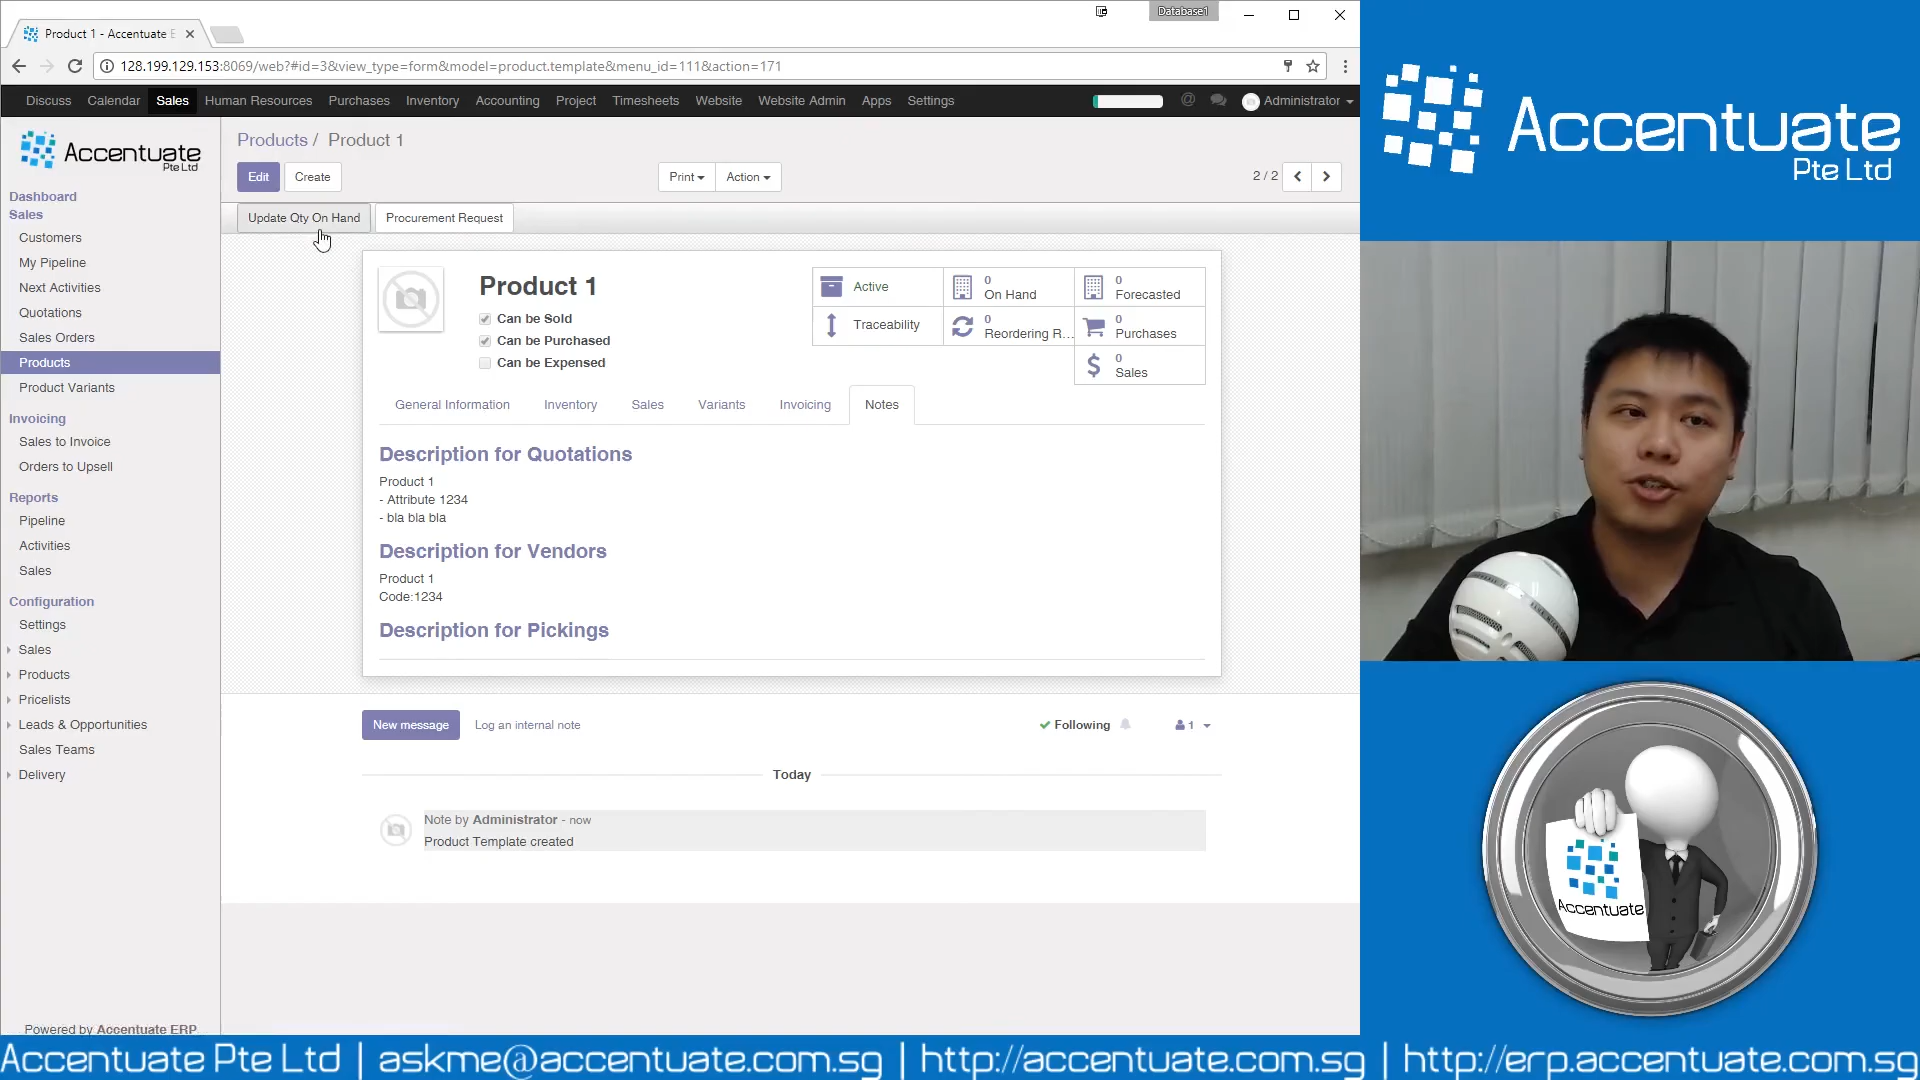 Product 1 - Accentuate E
Database1
128.199.129.153:8069/web?#id=3&view_type=form&model=product.template&menu_id=111&action=171
Discuss Calendar Sales Human Resources Purchases Inventory Accounting Project Timesheets Website Website Admin Apps Settings
@ Administrator
Accentuate
Pte Ltd
Dashboard
Sales
Customers
My Pipeline
Next Activities
Quotations
Sales Orders
Products
Product Variants
Invoicing
Sales to Invoice
Orders to Upsell
Reports
Pipeline
Activities
Sales
Configuration
Settings
Sales
Products
Pricelists
Leads & Opportunities
Sales Teams
Delivery
Powered by Accentuate ERP
Products / Product 1
Edit Create Print Action 2 / 2
Update Qty On Hand Procurement Request
Product 1
Can be Sold
Can be Purchased
Can be Expensed
Active
0
On Hand
0
Forecasted
Traceability
0
Reordering R...
0
Purchases
0
Sales
General Information Inventory Sales Variants Invoicing Notes
Description for Quotations
Product 1
- Attribute 1234
- bla bla bla
Description for Vendors
Product 1
Code:1234
Description for Pickings
New message Log an internal note Following 1
Today
Note by Administrator - now
Product Template created
Accentuate
Pte Ltd
Accentuate
Accentuate Pte Ltd | askme@accentuate.com.sg | http://accentuate.com.sg | http://erp.accentuate.com.sg